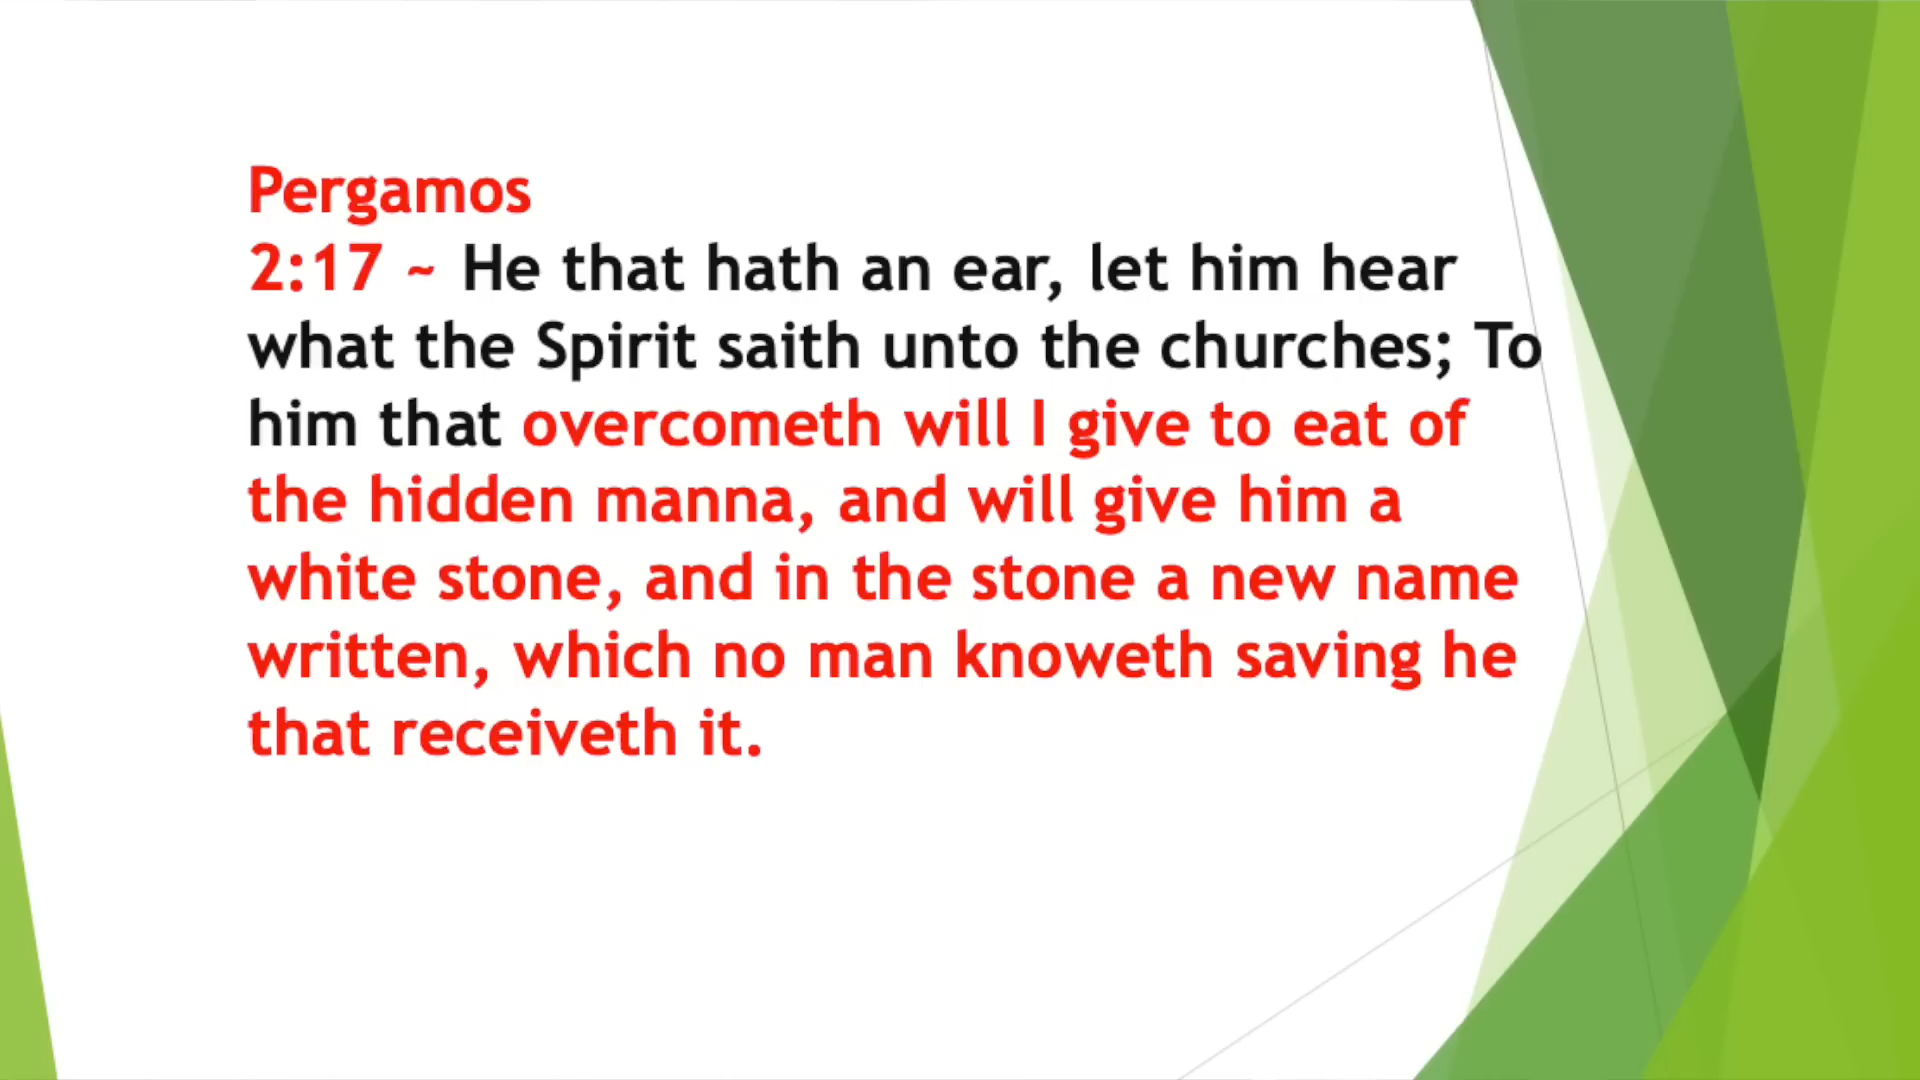 Pergamos
2:17 ~ He that hath an ear, let him hear
what the Spirit saith unto the churches; To
him that overcometh will I give to eat of
the hidden manna, and will give him a
white stone, and in the stone a new name
written, which no man knoweth saving he
that receiveth it.